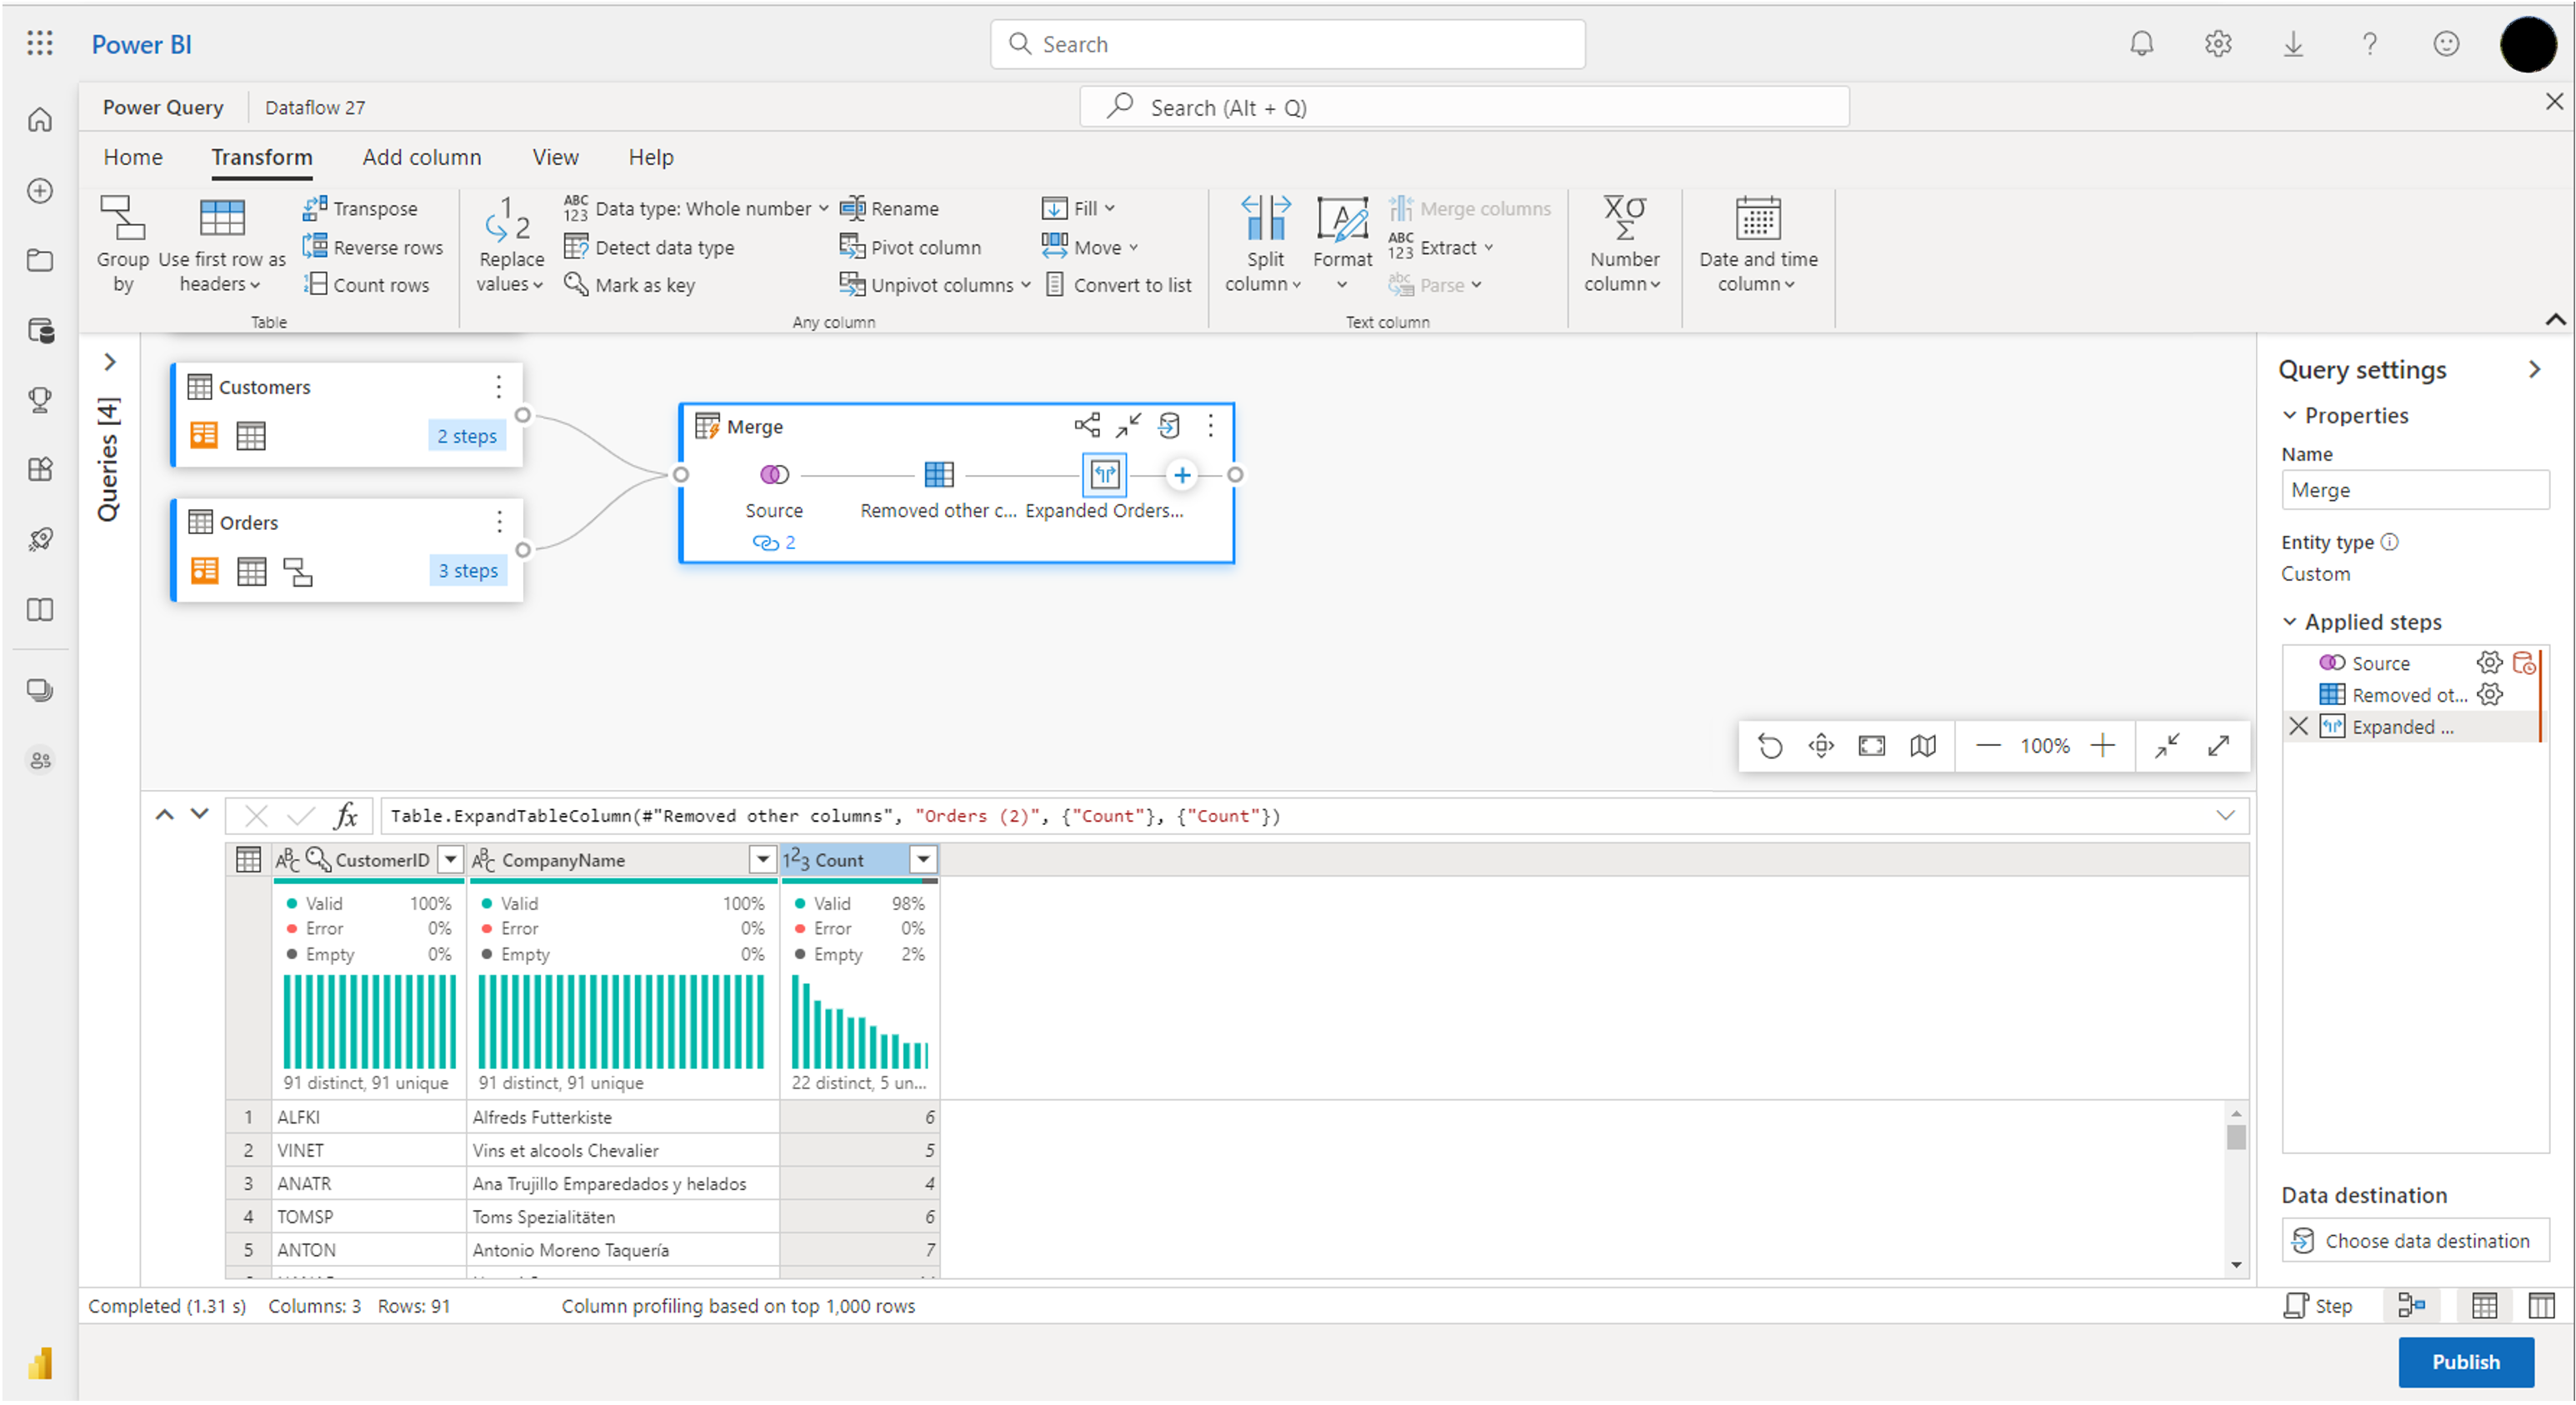 Power BI
Search
Power Query
Dataflow 27
Search (Alt + Q)
Home
Transform
Add column
View
Help
Group by
Use first row as headers
Transpose
Reverse rows
Count rows
Table
Replace values
ABC 123 Data type: Whole number
Detect data type
Mark as key
Rename
Pivot column
Unpivot columns
Fill
Move
Convert to list
Any column
Split column
Format
Merge columns
ABC 123 Extract
abc Parse
Text column
Number column
Date and time column
Queries [4]
Customers
2 steps
Orders
3 steps
Merge
Source
Removed other c...
Expanded Orders...
2
100%
Query settings
Properties
Name
Merge
Entity type
Custom
Applied steps
Source
Removed ot...
Expanded ...
Data destination
Choose data destination
fx
Table.ExpandTableColumn(#"Removed other columns", "Orders (2)", {"Count"}, {"Count"})
ABC CustomerID
ABC CompanyName
123 Count
Valid 100%
Error 0%
Empty 0%
91 distinct, 91 unique
Valid 100%
Error 0%
Empty 0%
91 distinct, 91 unique
Valid 98%
Error 0%
Empty 2%
22 distinct, 5 un...
1 ALFKI Alfreds Futterkiste 6
2 VINET Vins et alcools Chevalier 5
3 ANATR Ana Trujillo Emparedados y helados 4
4 TOMSP Toms Spezialitäten 6
5 ANTON Antonio Moreno Taquería 7
Completed (1.31 s) Columns: 3 Rows: 91
Column profiling based on top 1,000 rows
Step
Publish